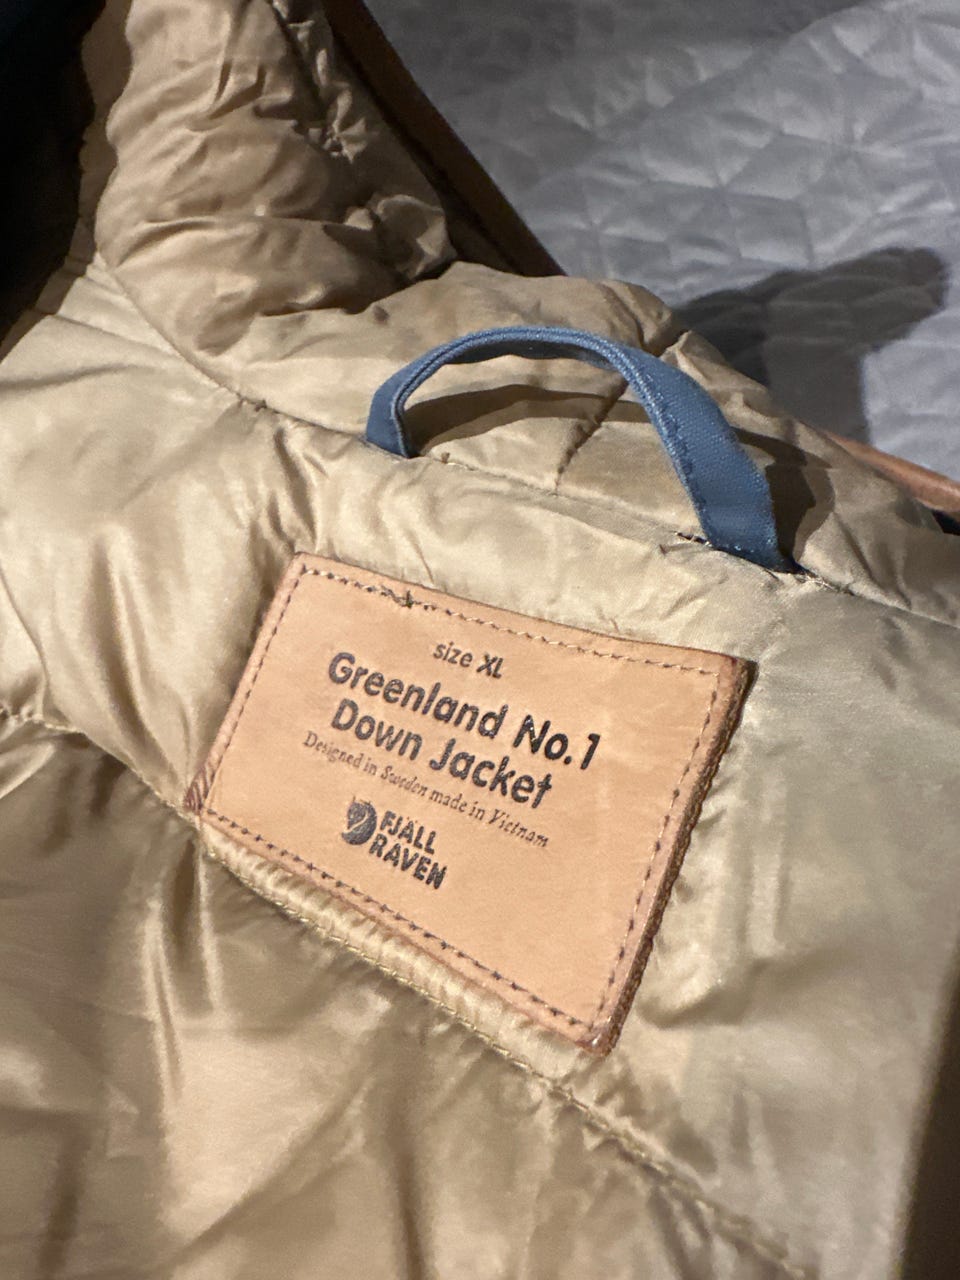 size XL
Greenland No.1
Down Jacket
Designed in Sweden made in Vietnam
FJÄLL
RÄVEN